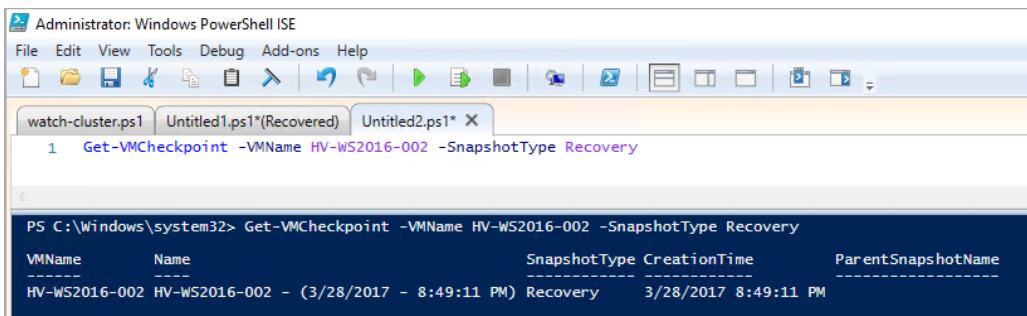 Administrator: Windows PowerShell ISE
File Edit View Tools Debug Add-ons Help
watch-cluster.ps1 Untitled1.ps1*(Recovered) Untitled2.ps1* X
1 Get-VMCheckpoint -VMName HV-WS2016-002 -SnapshotType Recovery
PS C:\Windows\system32> Get-VMCheckpoint -VMName HV-WS2016-002 -SnapshotType Recovery
VMName Name SnapshotType CreationTime ParentSnapshotName
------ ---- ------------ ------------ ------------------
HV-WS2016-002 HV-WS2016-002 - (3/28/2017 - 8:49:11 PM) Recovery 3/28/2017 8:49:11 PM